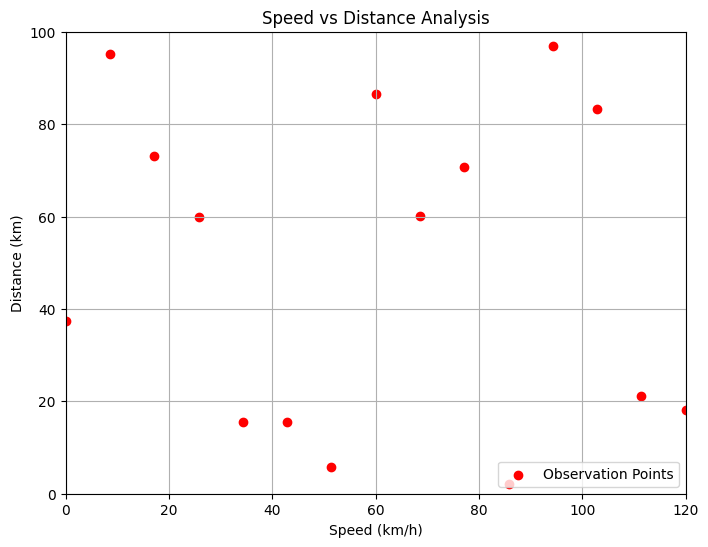 Speed vs Distance Analysis
Distance (km)
100
80
60
40
20
0
Observation Points
0 20 40 60 80 100 120
Speed (km/h)